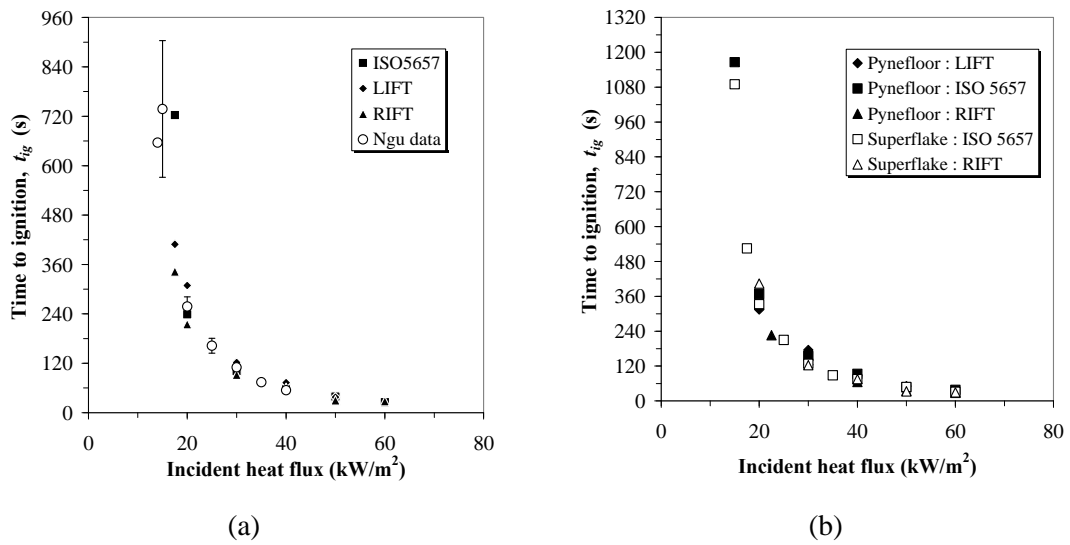 960
840
720
600
480
360
240
120
0
0 20 40 60 80
Time to ignition, t_ig (s)
Incident heat flux (kW/m²)
ISO5657
LIFT
RIFT
Ngu data
(a)
1320
1200
1080
960
840
720
600
480
360
240
120
0
0 20 40 60 80
Time to ignition, t_ig (s)
Incident heat flux (kW/m²)
Pynefloor : LIFT
Pynefloor : ISO 5657
Pynefloor : RIFT
Superflake : ISO 5657
Superflake : RIFT
(b)